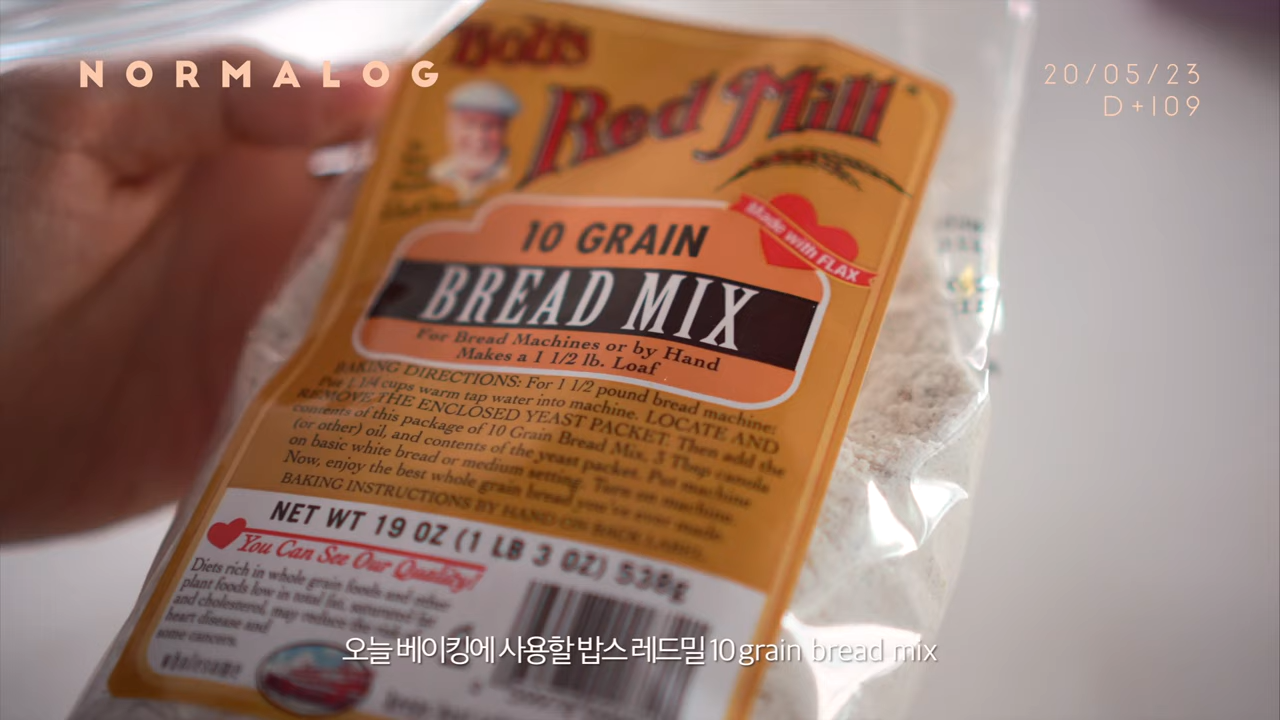 NORMALOG
20/05/23
D+109
Bob's
Red Mill
Made with FLAX
10 GRAIN
BREAD MIX
For Bread Machines or by Hand
Makes a 1 1/2 lb. Loaf
BAKING DIRECTIONS: For 1 1/2 pound bread machine:
Put 1 1/4 cups warm tap water into machine. LOCATE AND
REMOVE THE ENCLOSED YEAST PACKET. Then add the
contents of this package of 10 Grain Bread Mix, 3 Tbsp canola
(or other) oil, and contents of the yeast packet. Put machine
on basic white bread or medium setting. Turn on machine.
Now, enjoy the best whole grain bread you've ever made.
BAKING INSTRUCTIONS BY HAND ON BACK LABEL.
NET WT 19 OZ (1 LB 3 OZ) 538g
You Can See Our Quality!
Diets rich in whole grain foods and other
plant foods low in total fat, saturated fat
and cholesterol, may reduce the
heart disease and
some cancers.
오늘 베이킹에 사용할 밥스 레드밀 10 grain bread mix